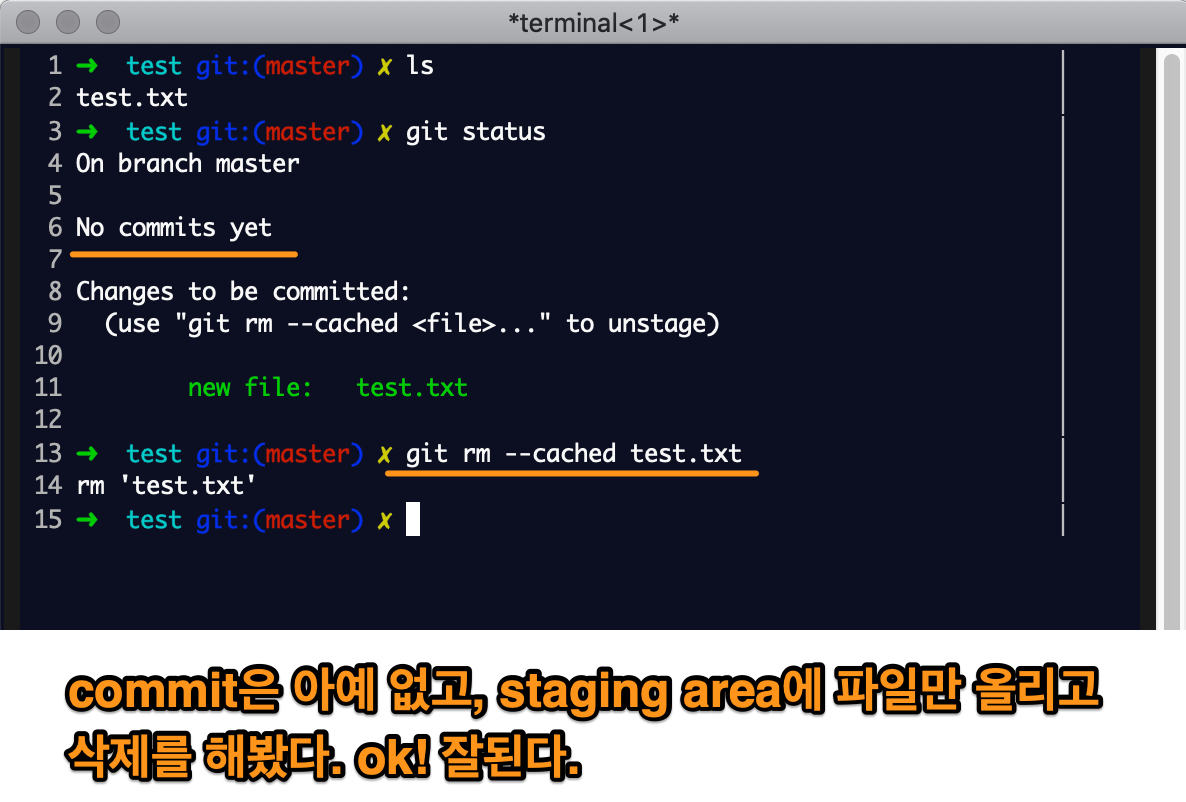 *terminal<1>*
1 ➜  test git:(master) ✗ ls
2 test.txt
3 ➜  test git:(master) ✗ git status
4 On branch master
5
6 No commits yet
7
8 Changes to be committed:
9   (use "git rm --cached <file>..." to unstage)
10
11         new file:   test.txt
12
13 ➜  test git:(master) ✗ git rm --cached test.txt
14 rm 'test.txt'
15 ➜  test git:(master) ✗
commit은 아예 없고, staging area에 파일만 올리고
삭제를 해봤다. ok! 잘된다.